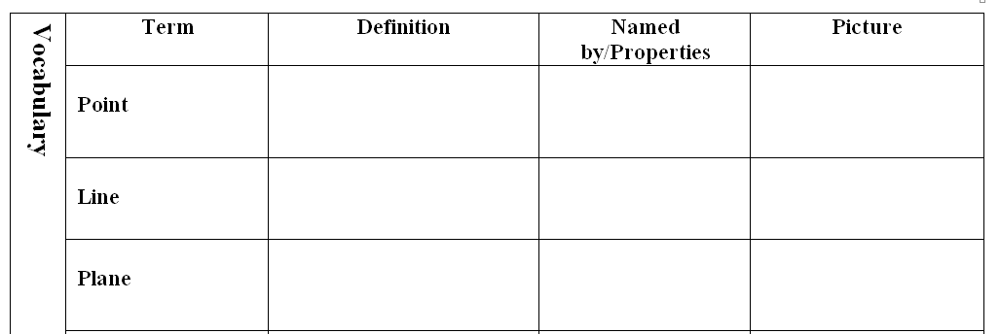 Vocabulary
Term
Definition
Named
by/Properties
Picture
Point
Line
Plane